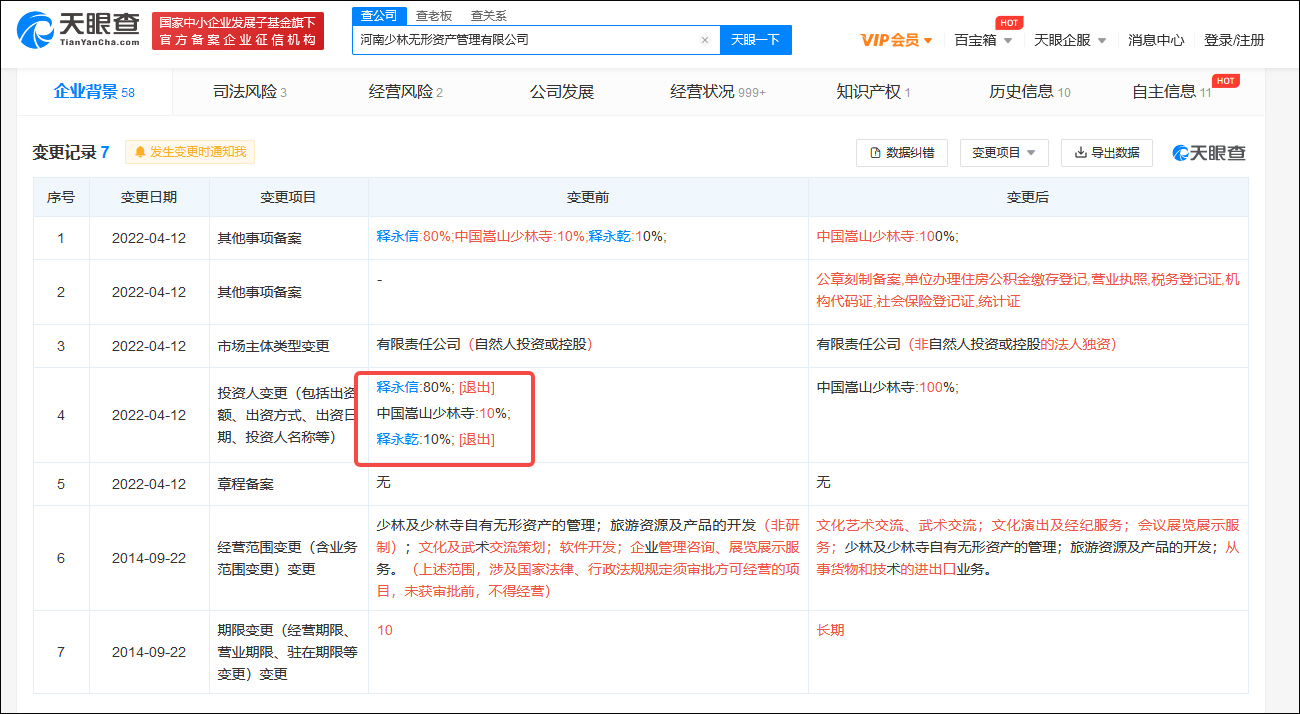 天眼查
TianYanCha.com
国家中小企业发展子基金旗下
官方备案企业征信机构
查公司 查老板 查关系
河南少林无形资产管理有限公司 × 天眼一下
VIP会员 百宝箱 HOT 天眼企服 消息中心 登录/注册
企业背景 58 司法风险 3 经营风险 2 公司发展 经营状况 999+ 知识产权 1 历史信息 10 自主信息 11 HOT
变更记录 7 发生变更时通知我 数据纠错 变更项目 导出数据 天眼查
序号 变更日期 变更项目 变更前 变更后
1 2022-04-12 其他事项备案 释永信:80%;中国嵩山少林寺:10%;释永乾:10%; 中国嵩山少林寺:100%;
2 2022-04-12 其他事项备案 - 公章刻制备案,单位办理住房公积金缴存登记,营业执照,税务登记证,机
构代码证,社会保险登记证,统计证
3 2022-04-12 市场主体类型变更 有限责任公司（自然人投资或控股） 有限责任公司（非自然人投资或控股的法人独资）
4 2022-04-12 投资人变更（包括出资
额、出资方式、出资日
期、投资人名称等）
释永信:80%; [退出]
中国嵩山少林寺:10%;
释永乾:10%; [退出]
中国嵩山少林寺:100%;
5 2022-04-12 章程备案 无 无
6 2014-09-22 经营范围变更（含业务
范围变更）变更
少林及少林寺自有无形资产的管理；旅游资源及产品的开发（非研
制）；文化及武术交流策划；软件开发；企业管理咨询、展览展示服
务。（上述范围，涉及国家法律、行政法规规定须审批方可经营的项
目，未获审批前，不得经营）
文化艺术交流、武术交流；文化演出及经纪服务；会议展览展示服
务；少林及少林寺自有无形资产的管理；旅游资源及产品的开发；从
事货物和技术的进出口业务。
7 2014-09-22 期限变更（经营期限、
营业期限、驻在期限等
变更）变更
10
长期